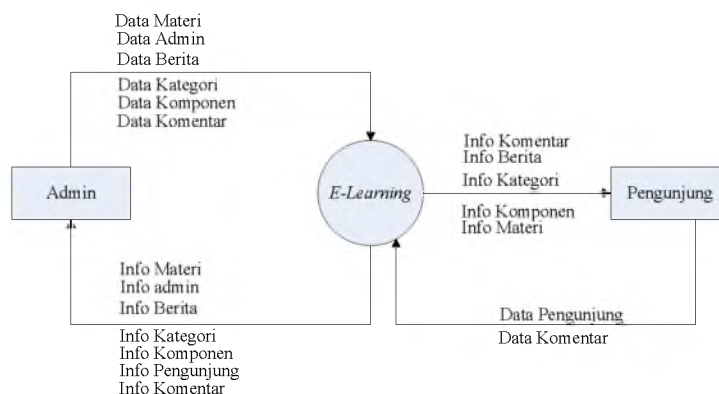 Data Materi
Data Admin
Data Berita
Data Kategori
Data Komponen
Data Komentar
Admin
E-Learning
Info Komentar
Info Berita
Info Kategori
Info Komponen
Info Materi
Pengunjung
Info Materi
Info admin
Info Berita
Info Kategori
Info Komponen
Info Pengunjung
Info Komentar
Data Pengunjung
Data Komentar